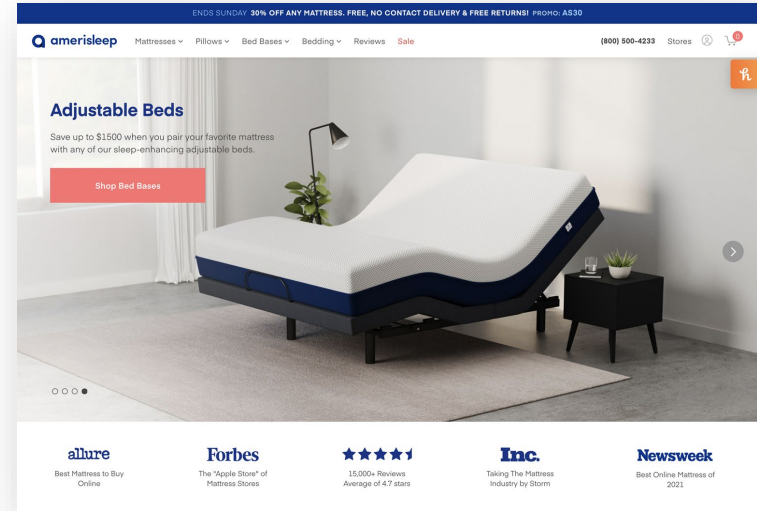 ENDS SUNDAY 30% OFF ANY MATTRESS. FREE, NO CONTACT DELIVERY & FREE RETURNS! PROMO: AS30
amerisleep Mattresses Pillows Bed Bases Bedding Reviews Sale (800) 500-4233 Stores 0
h
Adjustable Beds
Save up to $1500 when you pair your favorite mattress
with any of our sleep-enhancing adjustable beds.
Shop Bed Bases
allure
Best Mattress to Buy
Online
Forbes
The "Apple Store" of
Mattress Stores
15,000+ Reviews
Average of 4.7 stars
Inc.
Taking The Mattress
Industry by Storm
Newsweek
Best Online Mattress of
2021